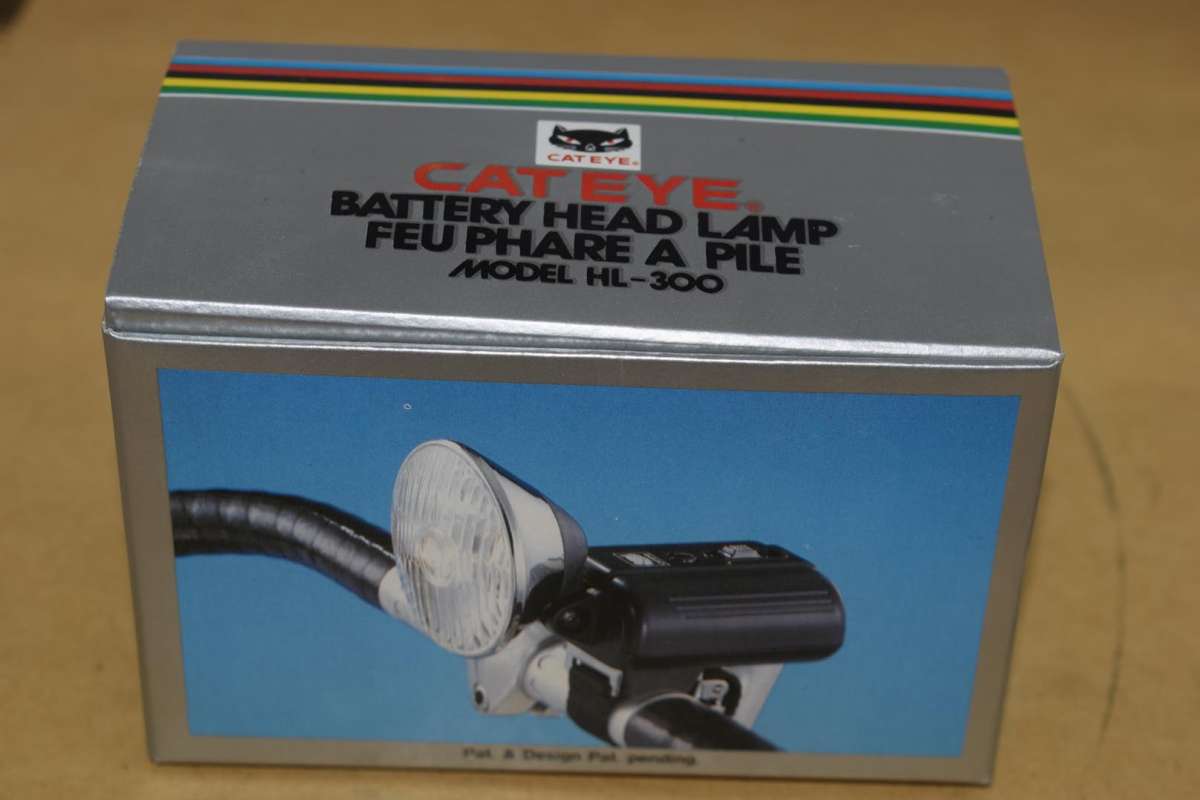 CAT EYE®
CAT EYE®
BATTERY HEAD LAMP
FEU PHARE A PILE
MODEL HL-300
Pat. & Design Pat. pending.